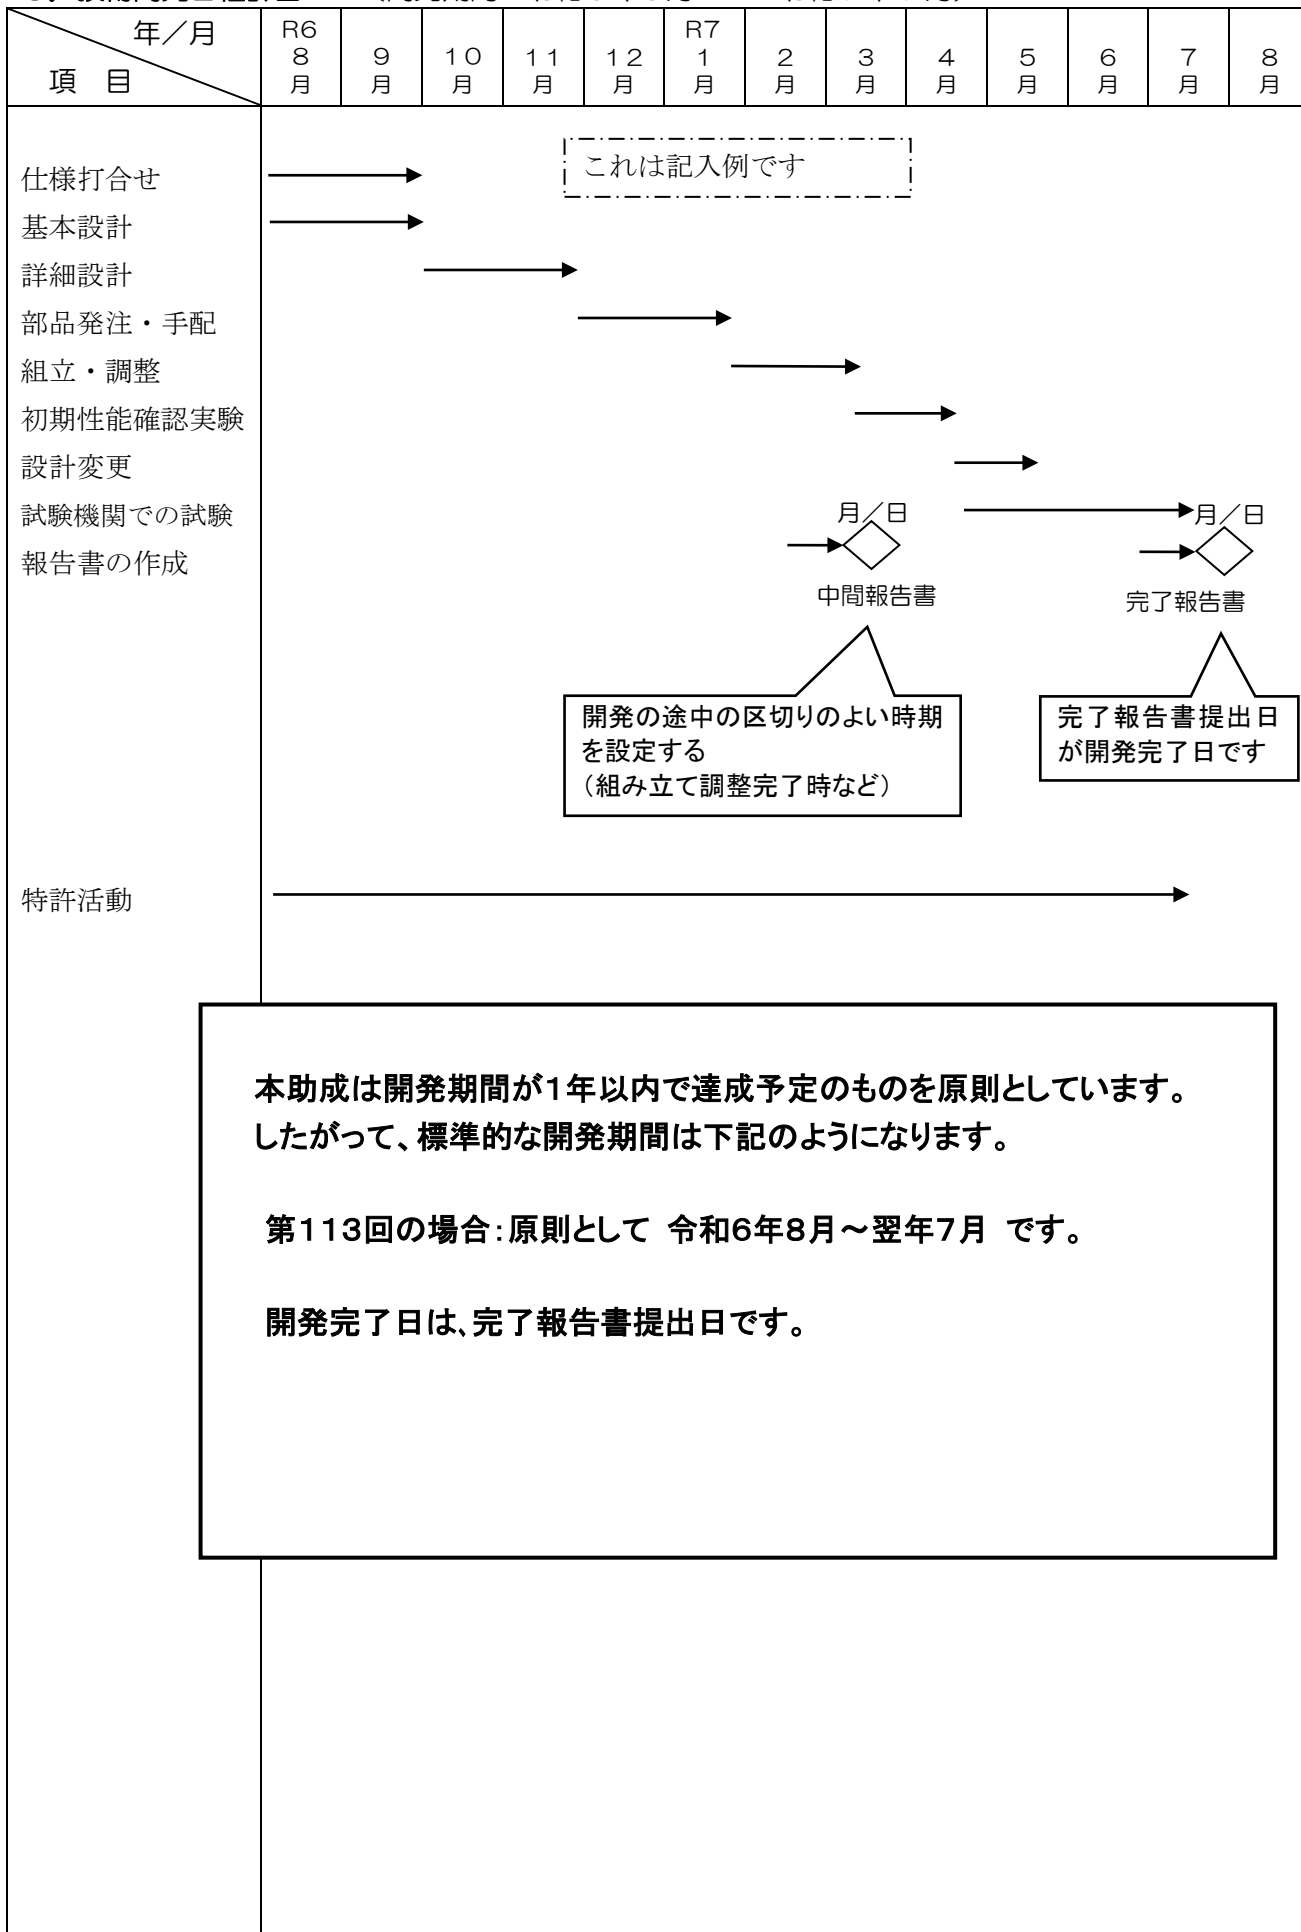 年／月
項　目
R6
8
月
9
月
10
月
11
月
12
月
R7
1
月
2
月
3
月
4
月
5
月
6
月
7
月
8
月
これは記入例です
仕様打合せ
基本設計
詳細設計
部品発注・手配
組立・調整
初期性能確認実験
設計変更
試験機関での試験
月／日
月／日
報告書の作成
中間報告書
完了報告書
開発の途中の区切りのよい時期
を設定する
（組み立て調整完了時など）
完了報告書提出日
が開発完了日です
特許活動
本助成は開発期間が1年以内で達成予定のものを原則としています。
したがって、標準的な開発期間は下記のようになります。
第113回の場合：原則として 令和6年8月～翌年7月 です。
開発完了日は、完了報告書提出日です。